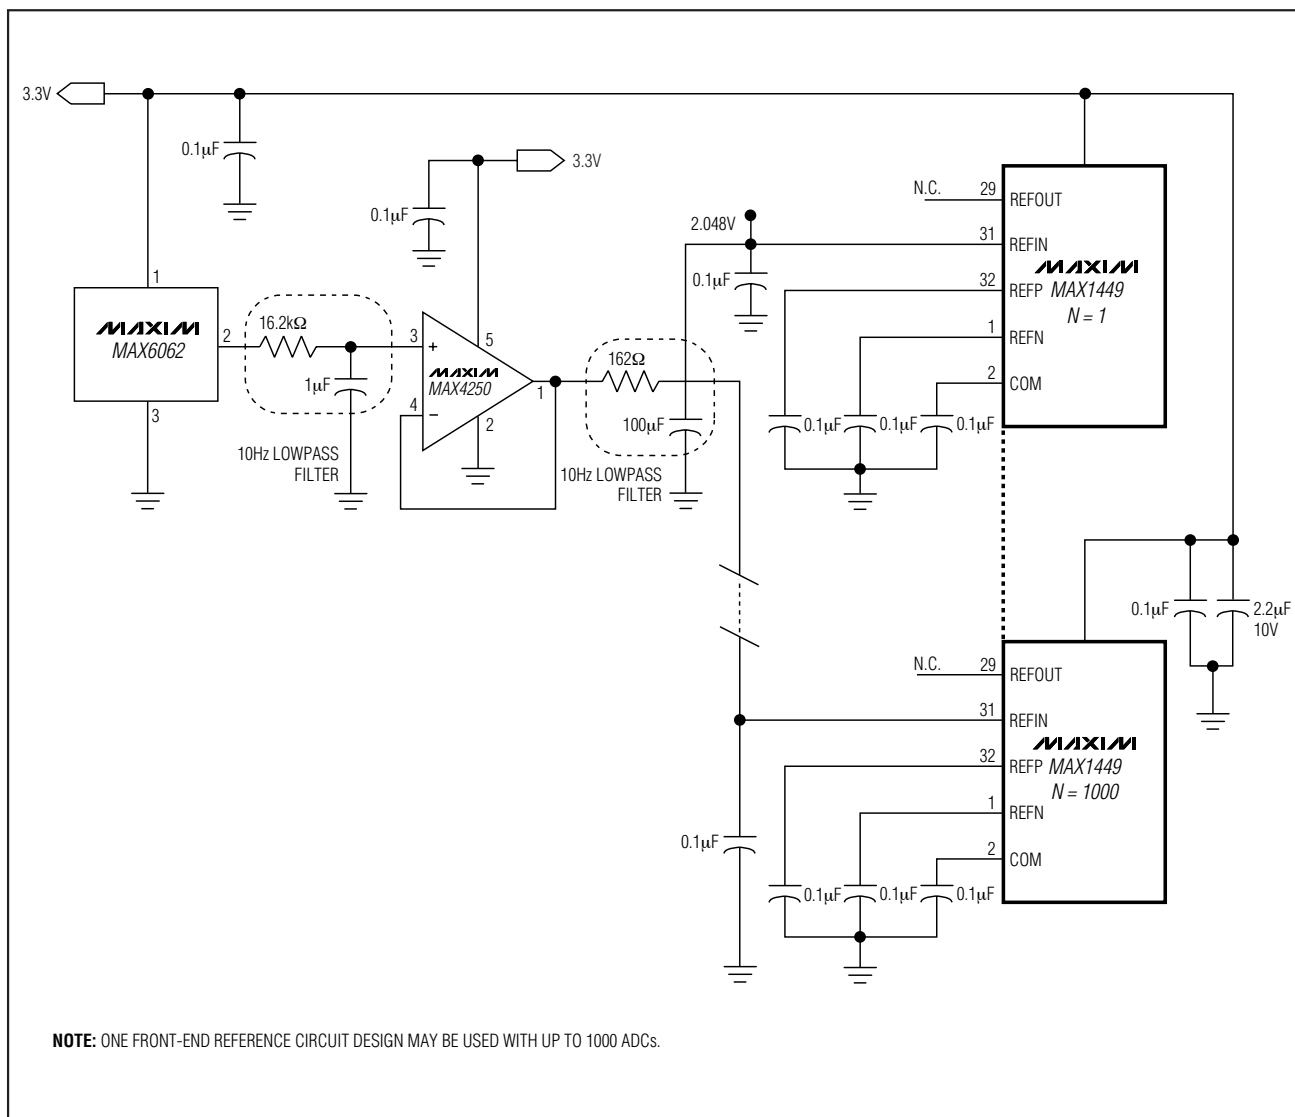 3.3V
0.1µF
3.3V
0.1µF
N.C.
29
REFOUT
2.048V
31
REFIN
0.1µF
32
REFP
MAXIM
MAX1449
N = 1
1
REFN
2
COM
0.1µF
0.1µF
0.1µF
1
MAXIM
MAX6062
2
3
16.2kΩ
1µF
10Hz LOWPASS
FILTER
3
+
5
MAXIM
MAX4250
4
−
2
1
162Ω
100µF
10Hz LOWPASS
FILTER
0.1µF
2.2µF
10V
N.C.
29
REFOUT
31
REFIN
MAXIM
32
REFP
MAX1449
N = 1000
1
REFN
2
COM
0.1µF
0.1µF
0.1µF
0.1µF
NOTE: ONE FRONT-END REFERENCE CIRCUIT DESIGN MAY BE USED WITH UP TO 1000 ADCs.